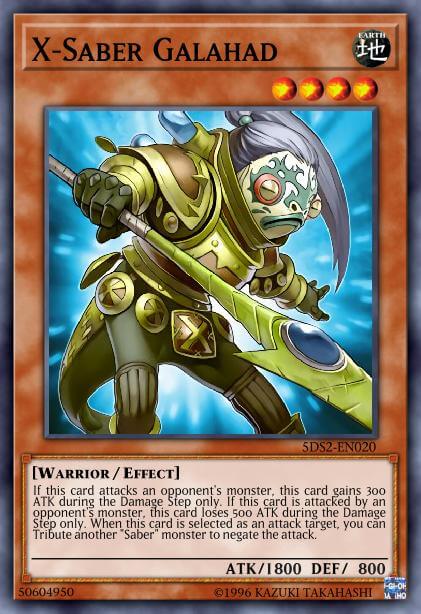 X-Saber Galahad
EARTH
地
5DS2-EN020
[Warrior / Effect]
If this card attacks an opponent's monster, this card gains 300
ATK during the Damage Step only. If this card is attacked by an
opponent's monster, this card loses 500 ATK during the Damage
Step only. When this card is selected as an attack target, you can
Tribute another "Saber" monster to negate the attack.
ATK/1800 DEF/ 800
50604950
©1996 KAZUKI TAKAHASHI